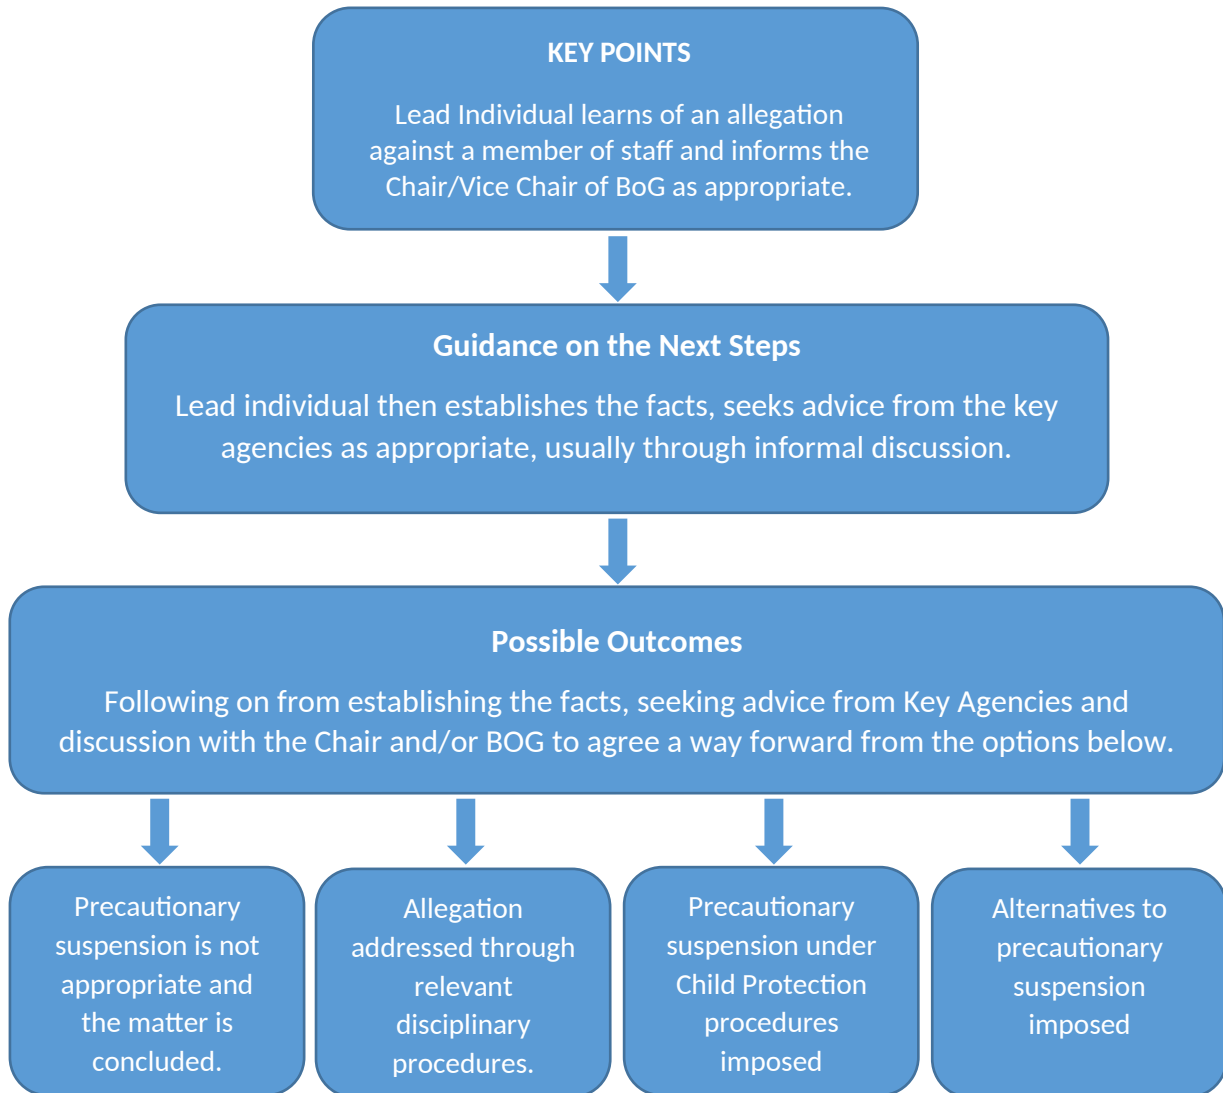 KEY POINTS
Lead Individual learns of an allegation
against a member of staff and informs the
Chair/Vice Chair of BoG as appropriate.
Guidance on the Next Steps
Lead individual then establishes the facts, seeks advice from the key
agencies as appropriate, usually through informal discussion.
Possible Outcomes
Following on from establishing the facts, seeking advice from Key Agencies and
discussion with the Chair and/or BOG to agree a way forward from the options below.
Precautionary
suspension is not
appropriate and
the matter is
concluded.
Allegation
addressed through
relevant
disciplinary
procedures.
Precautionary
suspension under
Child Protection
procedures
imposed
Alternatives to
precautionary
suspension
imposed